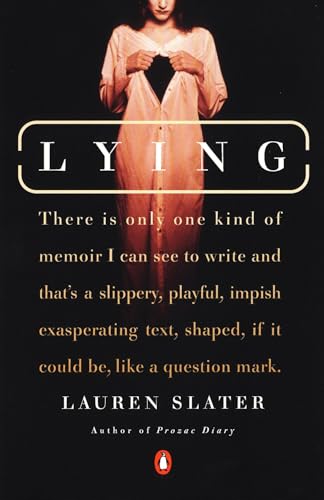 LYING
There is only one kind of
memoir I can see to write and
that's a slippery, playful, impish
exasperating text, shaped, if it
could be, like a question mark.
LAUREN SLATER
Author of Prozac Diary